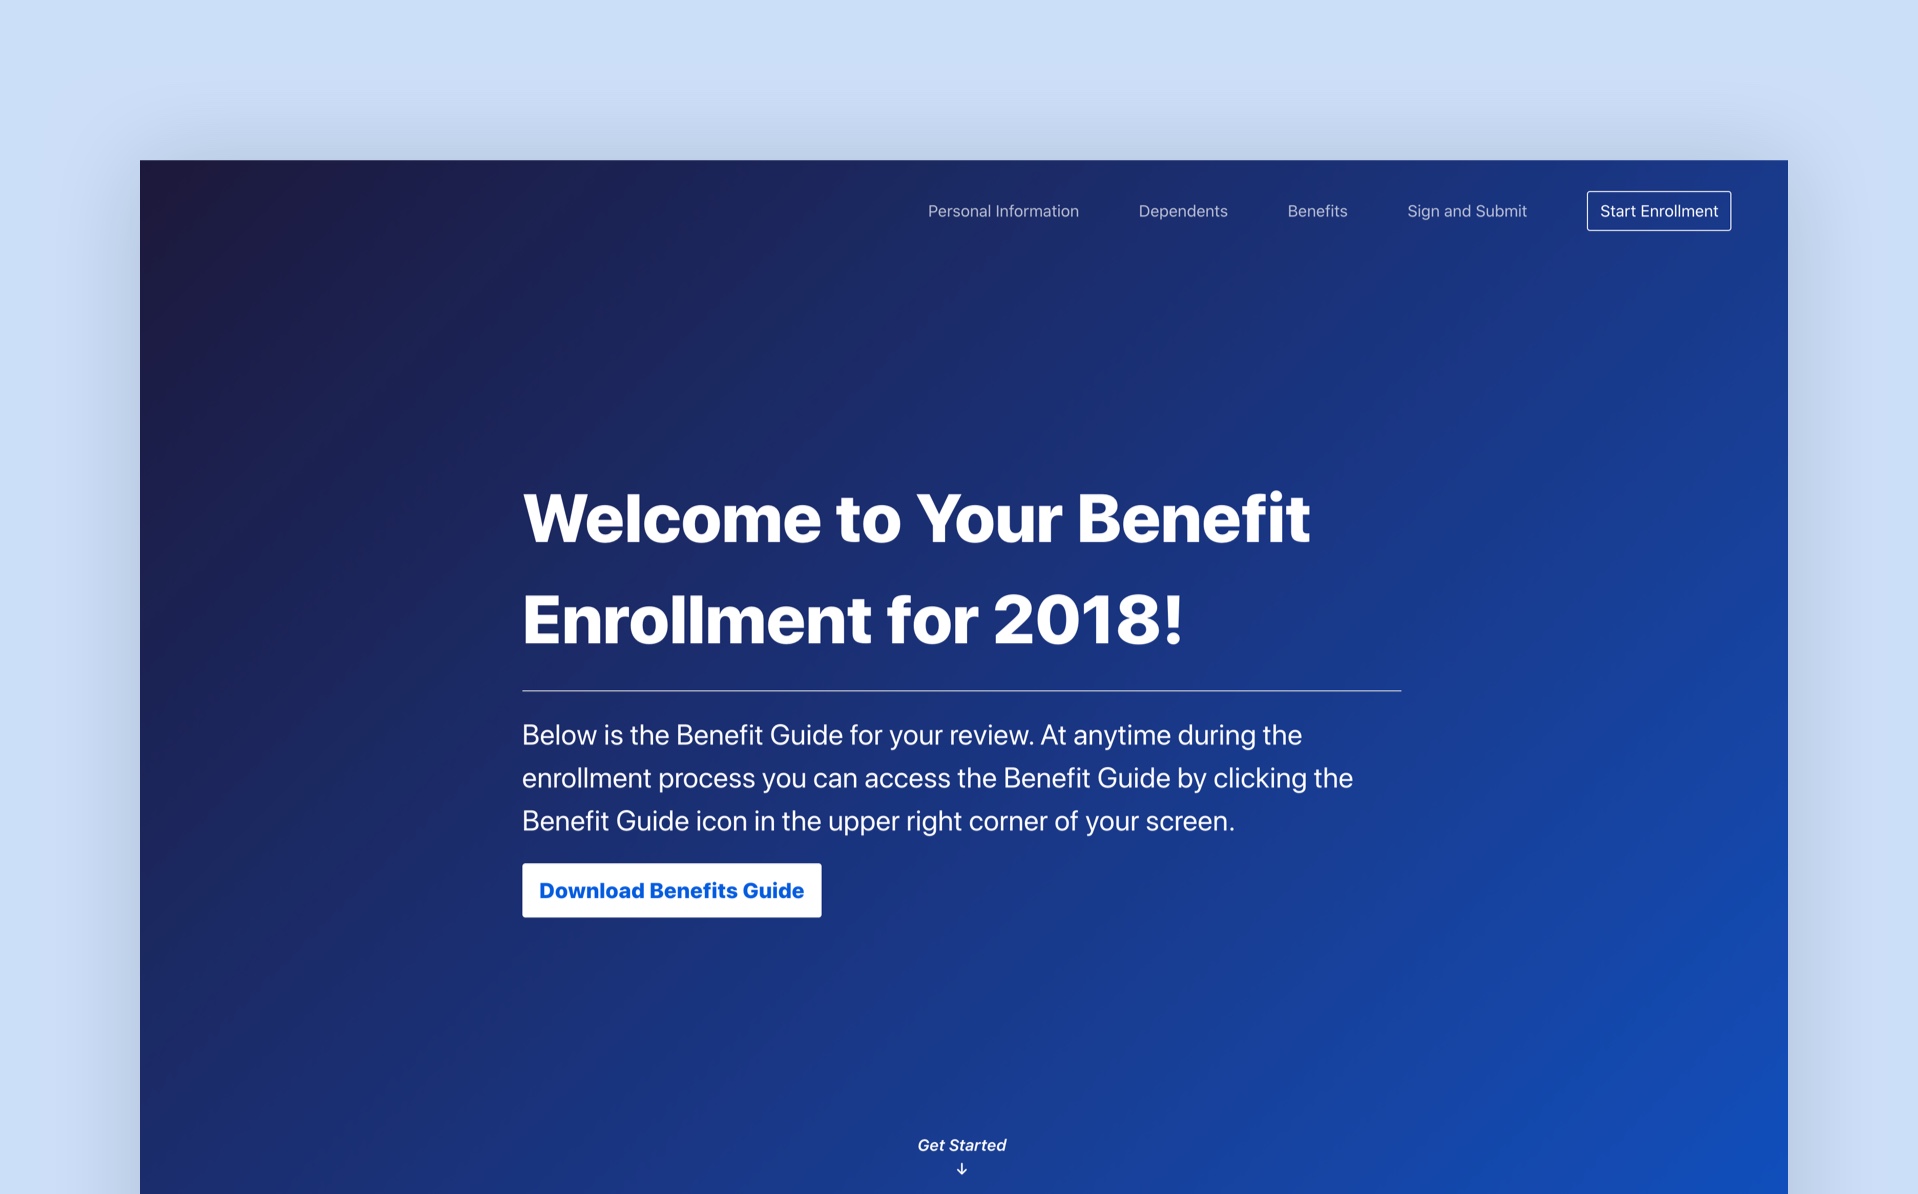 Personal Information Dependents Benefits Sign and Submit Start Enrollment
Welcome to Your Benefit
Enrollment for 2018!
Below is the Benefit Guide for your review. At anytime during the
enrollment process you can access the Benefit Guide by clicking the
Benefit Guide icon in the upper right corner of your screen.
Download Benefits Guide
Get Started
↓